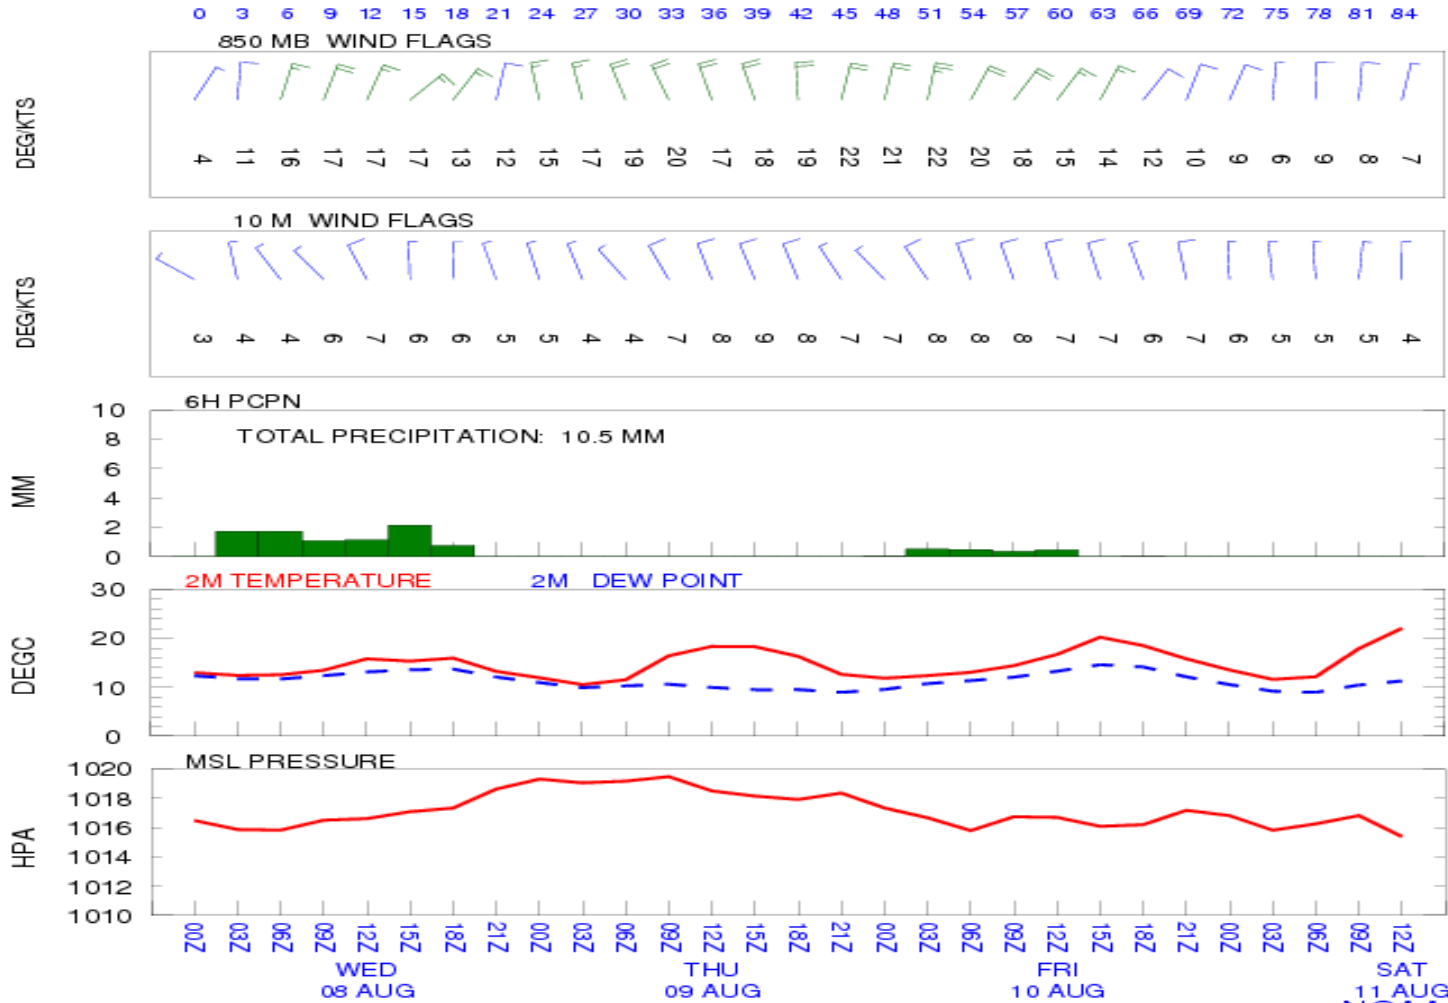 0 3 6 9 12 15 18 21 24 27 30 33 36 39 42 45 48 51 54 57 60 63 66 69 72 75 78 81 84
850 MB WIND FLAGS
DEG/KTS
4 11 16 17 17 17 13 12 15 17 19 20 17 18 19 22 21 22 20 18 15 14 12 10 9 6 9 8 7
10 M WIND FLAGS
DEG/KTS
3 4 4 6 7 6 6 5 5 4 4 7 8 9 8 7 7 8 8 8 7 7 6 7 6 5 5 5 4
6H PCPN
TOTAL PRECIPITATION: 10.5 MM
MM
10
8
6
4
2
0
2M TEMPERATURE 2M DEW POINT
DEGC
30
20
10
0
MSL PRESSURE
HPA
1020
1018
1016
1014
1012
1010
00Z 03Z 06Z 09Z 12Z 15Z 18Z 21Z 00Z 03Z 06Z 09Z 12Z 15Z 18Z 21Z 00Z 03Z 06Z 09Z 12Z 15Z 18Z 21Z 00Z 03Z 06Z 09Z 12Z
WED THU FRI SAT
08 AUG 09 AUG 10 AUG 11 AUG